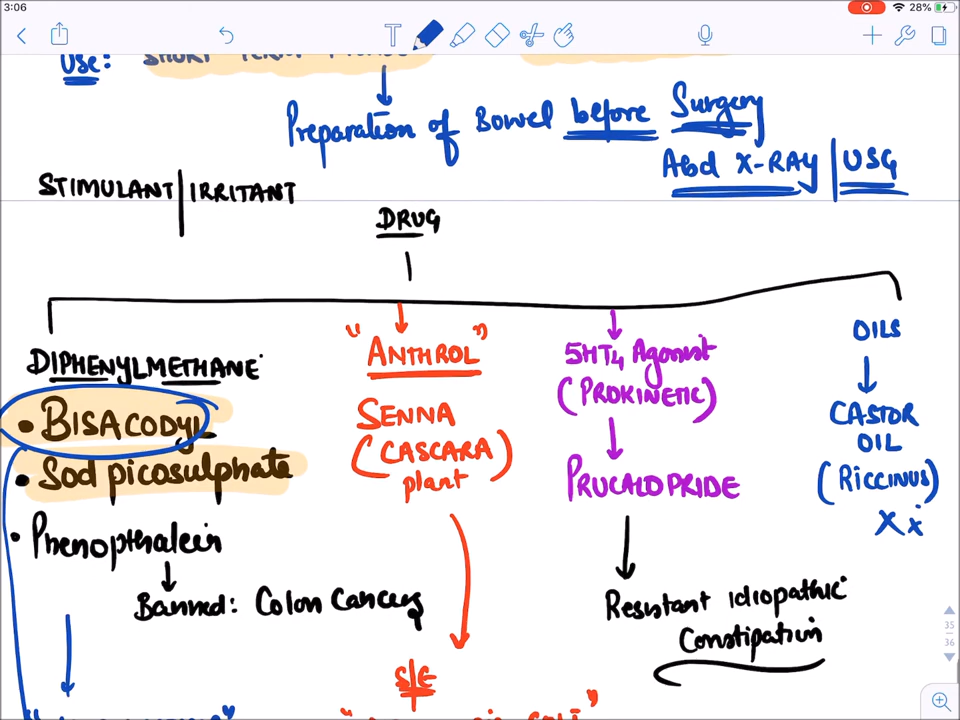 3:06
28%
T
Use:
Preparation of Bowel before Surgery
Abd X-RAY | USG
STIMULANT | IRRITANT
DRUG
DIPHENYLMETHANE
• BISACODYL
• Sod picosulphate
• Phenopthalein
Banned: Colon Cancer
"ANTHROL"
SENNA
(CASCARA
plant)
S/E
5HT4 Agonist
(PROKINETIC)
PRUCALOPRIDE
Resistant Idiopathic
Constipation
OILS
CASTOR
OIL
(RICCINUS)
Xx
35
36